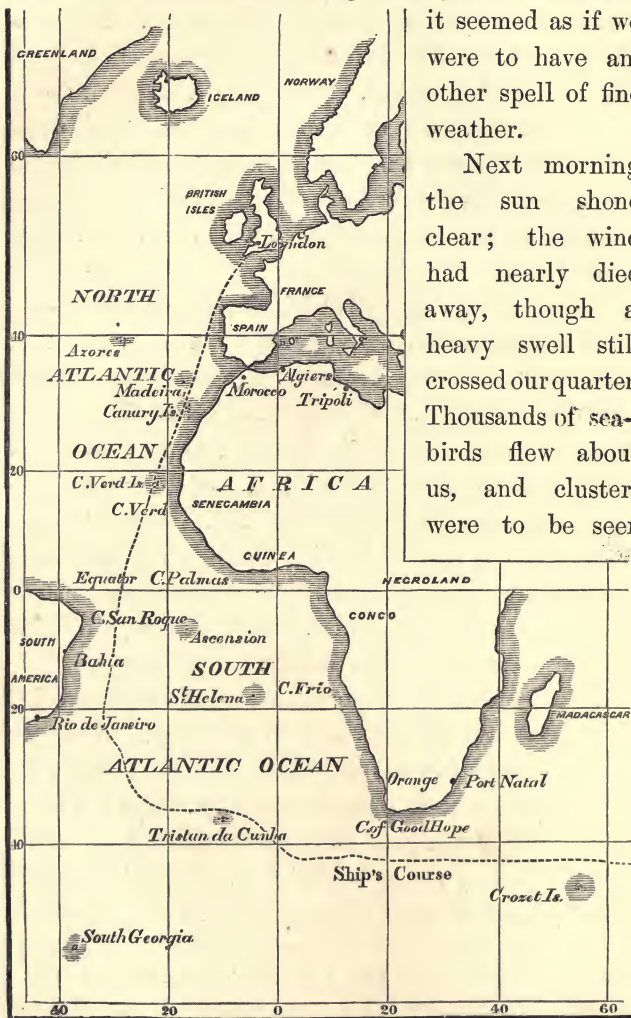 it seemed as if we
were to have an
other spell of fine
weather.
Next morning
the sun shone
clear; the wind
had nearly died
away, though a
heavy swell stil
crossed our quarter
Thousands of sea-
birds flew abou
us, and cluster
were to be seen
GREENLAND
ICELAND
NORWAY
60
BRITISH
ISLES
London
NORTH
FRANCE
SPAIN
40
Azores
ATLANTIC
Madeira
Morocco
Algiers
Canary Is.
Tripoli
OCEAN
20
C.Verd Is.
AFRICA
C.Verd
SENEGAMBIA
GUINEA
0
Equator
C.Palmas
NEGROLAND
CONGO
C.San Roque
Ascension
SOUTH
AMERICA
Bahia
SOUTH
St Helena
C.Frio
20
MADAGASCAR
Rio de Janeiro
ATLANTIC OCEAN
Orange
Port Natal
Tristan da Cunha
C.of Good Hope
40
Ship's Course
Crozet Is.
South Georgia
40
20
0
20
40
60